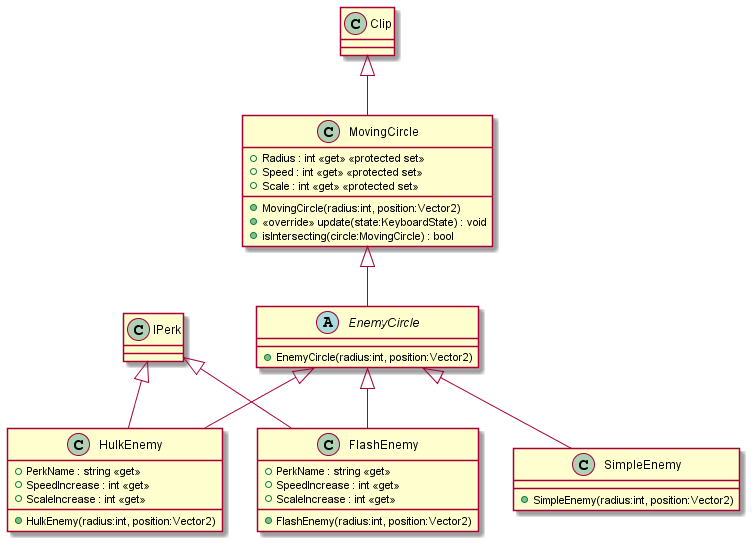 C Clip
C MovingCircle
Radius : int «get» «protected set»
Speed : int «get» «protected set»
Scale : int «get» «protected set»
MovingCircle(radius:int, position:Vector2)
«override» update(state:KeyboardState) : void
isIntersecting(circle:MovingCircle) : bool
C IPerk
A EnemyCircle
EnemyCircle(radius:int, position:Vector2)
C HulkEnemy
PerkName : string «get»
SpeedIncrease : int «get»
ScaleIncrease : int «get»
HulkEnemy(radius:int, position:Vector2)
C FlashEnemy
PerkName : string «get»
SpeedIncrease : int «get»
ScaleIncrease : int «get»
FlashEnemy(radius:int, position:Vector2)
C SimpleEnemy
SimpleEnemy(radius:int, position:Vector2)